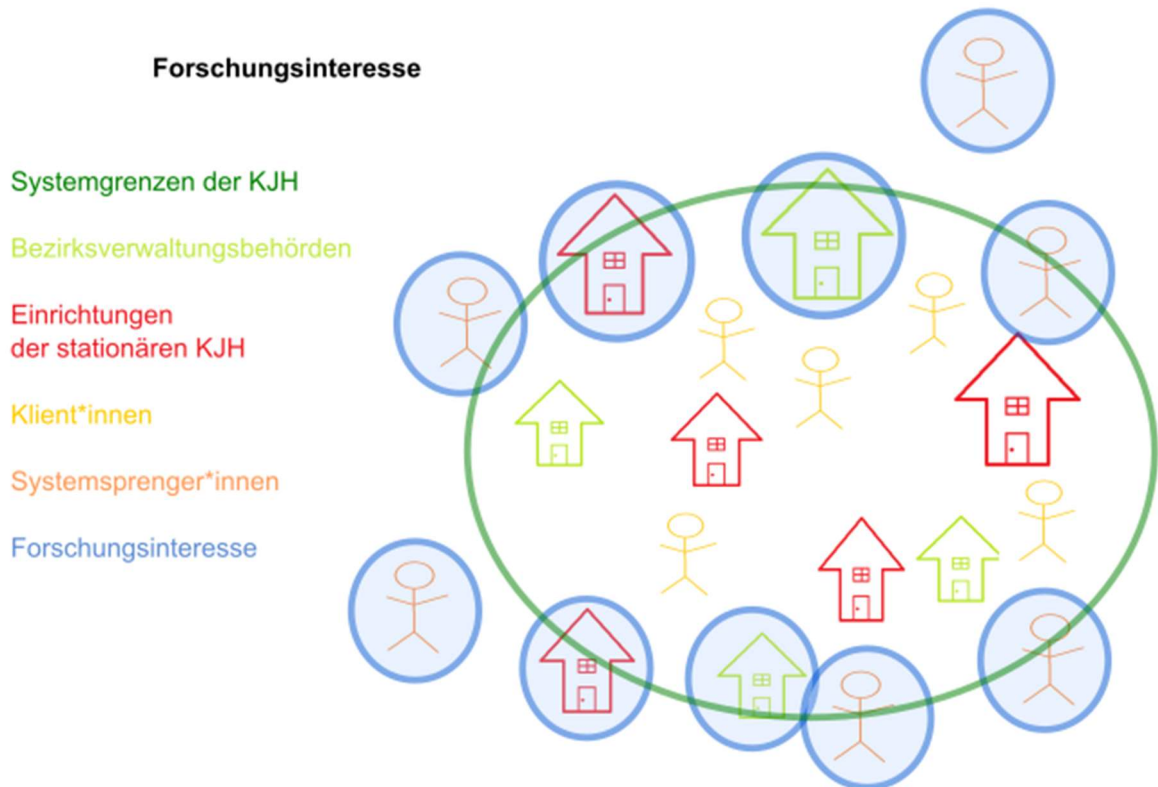 Forschungsinteresse
Systemgrenzen der KJH
Bezirksverwaltungsbehörden
Einrichtungen
der stationären KJH
Klient*innen
Systemsprenger*innen
Forschungsinteresse